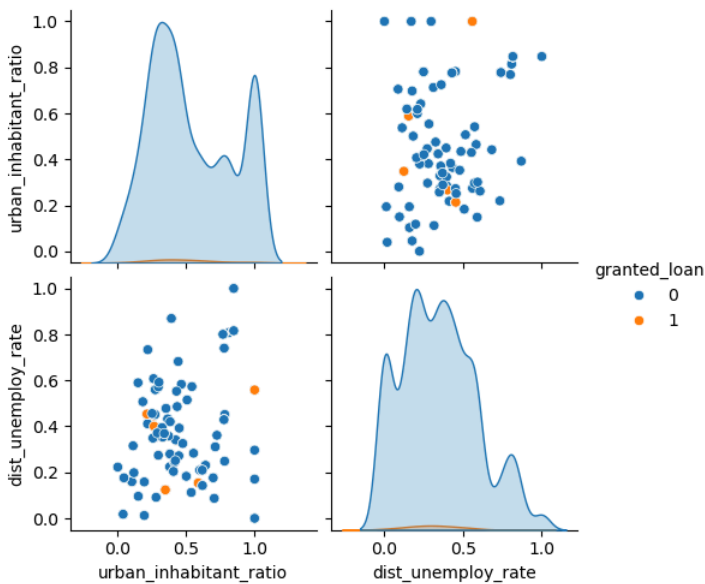 urban_inhabitant_ratio
1.0
0.8
0.6
0.4
0.2
0.0
granted_loan
0
1
dist_unemploy_rate
1.0
0.8
0.6
0.4
0.2
0.0
0.0 0.5 1.0 0.0 0.5 1.0
urban_inhabitant_ratio dist_unemploy_rate